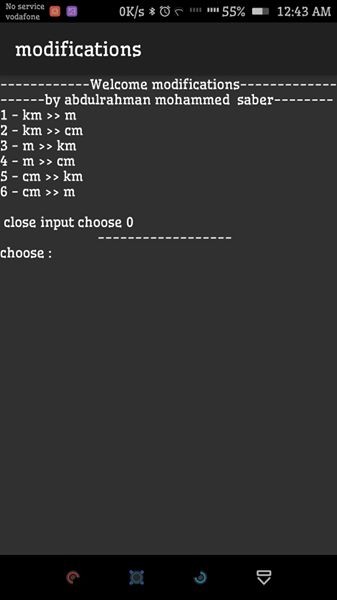 No service
vodafone
0K/s
55%
12:43 AM
modifications
------------Welcome modifications-------------
------by abdulrahman mohammed  saber--------
1 - km >> m
2 - km >> cm
3 - m >> km
4 - m >> cm
5 - cm >> km
6 - cm >> m
close input choose 0
------------------
choose :